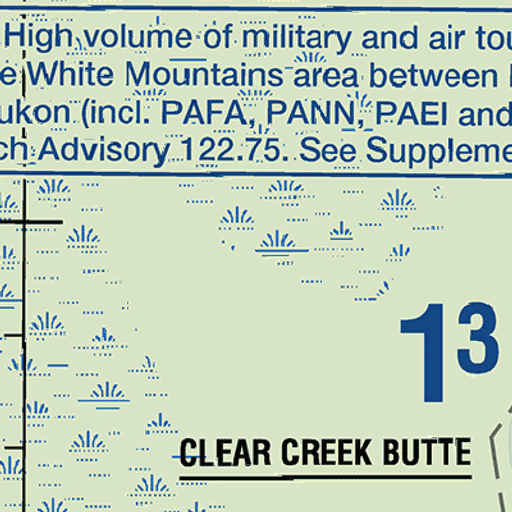 High volume of military and air tou
e White Mountains area between
ukon (incl. PAFA, PANN, PAEI and
ch Advisory 122.75. See Suppleme
13
CLEAR CREEK BUTTE